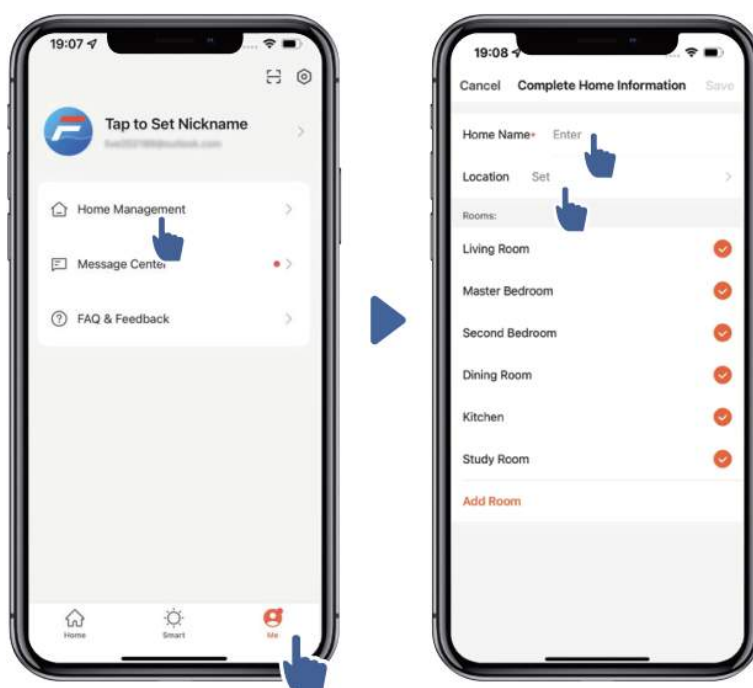 19:07
Tap to Set Nickname
Home Management
Message Center
FAQ & Feedback
Home
Smart
Me
19:08
Cancel
Complete Home Information
Save
Home Name*
Enter
Location
Set
Rooms:
Living Room
Master Bedroom
Second Bedroom
Dining Room
Kitchen
Study Room
Add Room